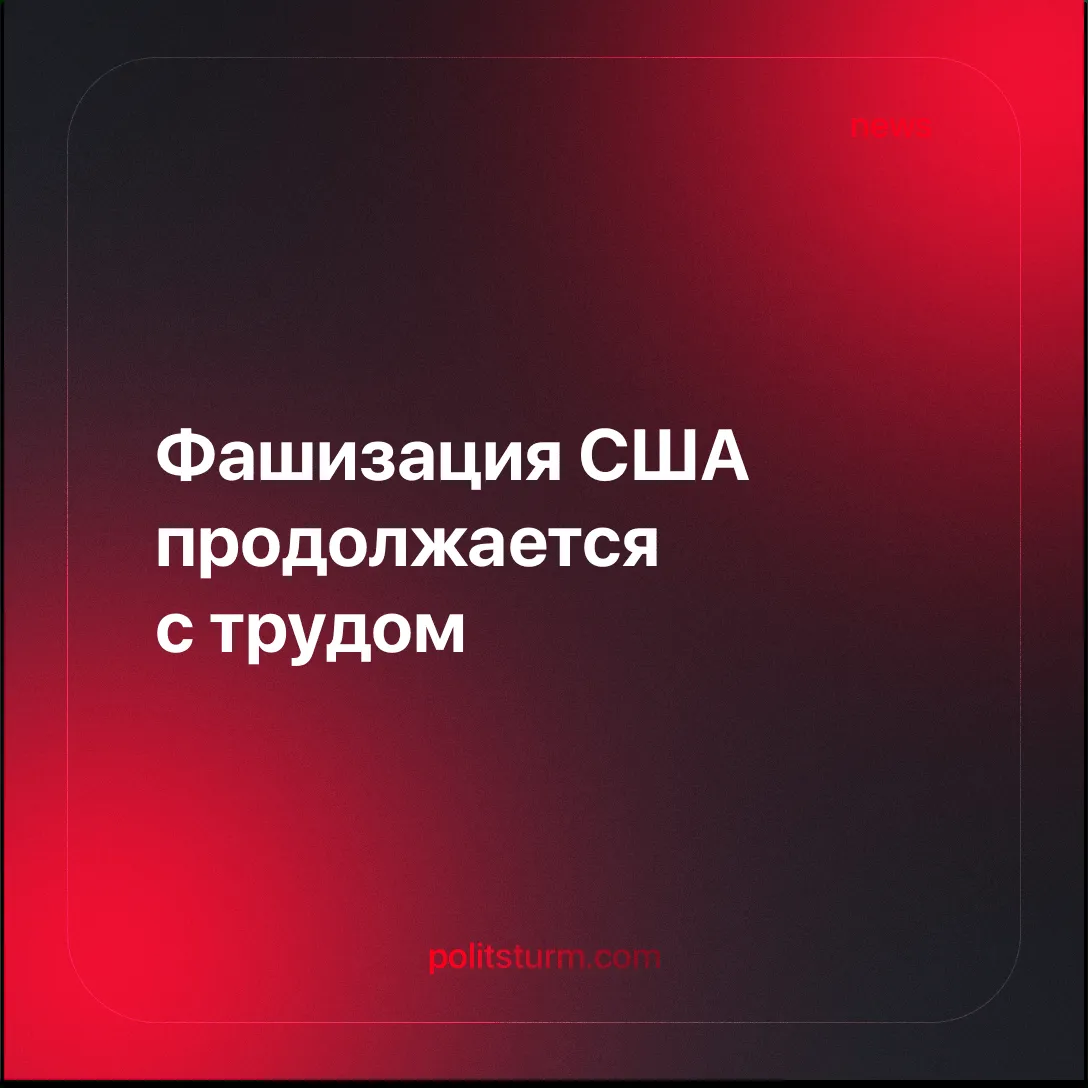 news
Фашизация США
продолжается
с трудом
politsturm.com